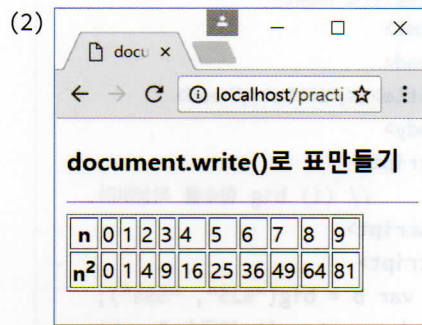 (2)
docu
localhost/practi
document.write()로 표만들기
n 0 1 2 3 4 5 6 7 8 9
n² 0 1 4 9 16 25 36 49 64 81